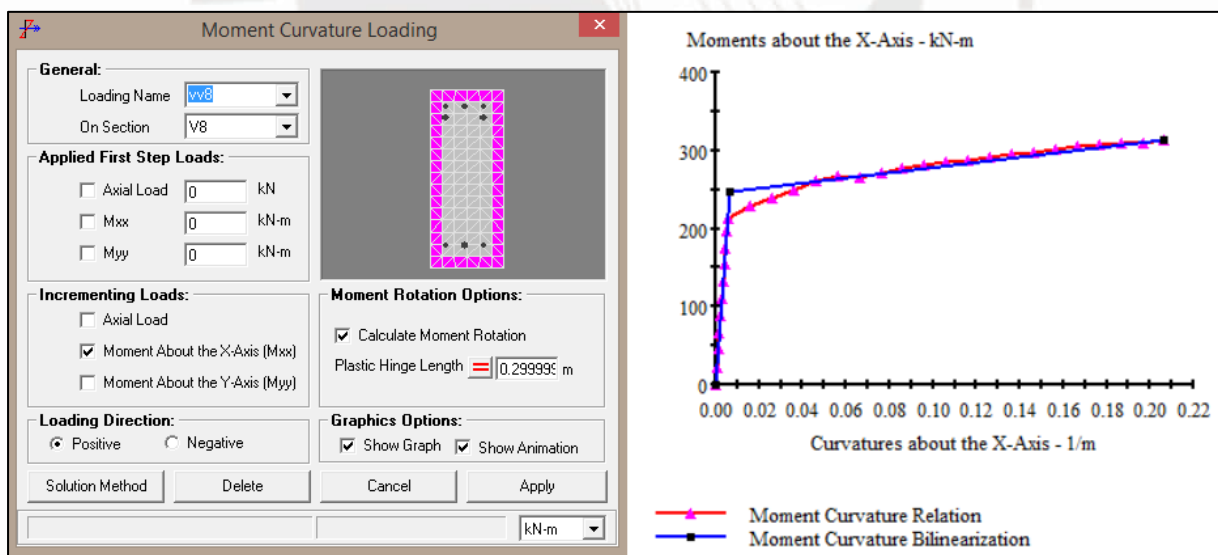 Moment Curvature Loading
General:
Loading Name vv8
On Section V8
Applied First Step Loads:
Axial Load 0 kN
Mxx 0 kN-m
Myy 0 kN-m
Incrementing Loads:
Axial Load
Moment About the X-Axis (Mxx)
Moment About the Y-Axis (Myy)
Moment Rotation Options:
Calculate Moment Rotation
Plastic Hinge Length = 0.299999 m
Loading Direction:
Positive Negative
Graphics Options:
Show Graph Show Animation
Solution Method Delete Cancel Apply
kN-m
Moments about the X-Axis - kN-m
400
300
200
100
0
0.00 0.02 0.04 0.06 0.08 0.10 0.12 0.14 0.16 0.18 0.20 0.22
Curvatures about the X-Axis - 1/m
Moment Curvature Relation
Moment Curvature Bilinearization